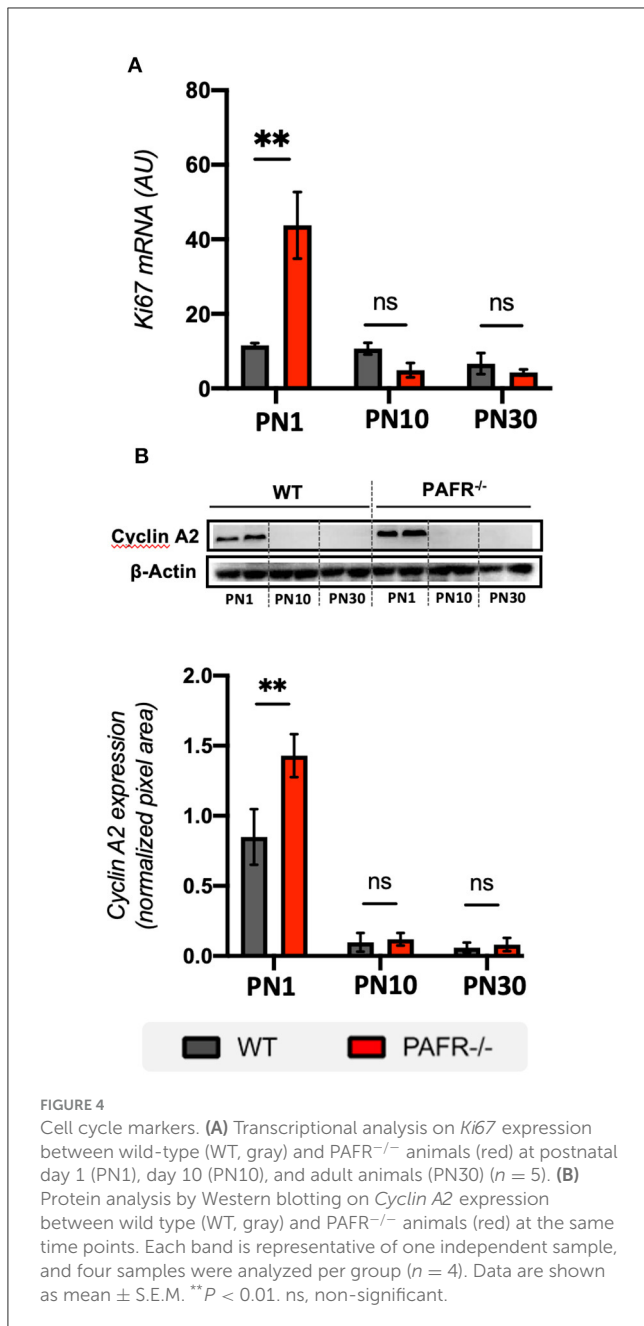 A
Ki67 mRNA (AU)
80
60
40
20
0
**
ns
ns
PN1 PN10 PN30
B
WT PAFR-/-
Cyclin A2
β-Actin
PN1 PN10 PN30 PN1 PN10 PN30
Cyclin A2 expression
(normalized pixel area)
2.0
1.5
1.0
0.5
0.0
**
ns
ns
PN1 PN10 PN30
WT PAFR-/-
FIGURE 4
Cell cycle markers. (A) Transcriptional analysis on Ki67 expression
between wild-type (WT, gray) and PAFR−/− animals (red) at postnatal
day 1 (PN1), day 10 (PN10), and adult animals (PN30) (n = 5). (B)
Protein analysis by Western blotting on Cyclin A2 expression
between wild type (WT, gray) and PAFR−/− animals (red) at the same
time points. Each band is representative of one independent sample,
and four samples were analyzed per group (n = 4). Data are shown
as mean ± S.E.M. **P < 0.01. ns, non-significant.